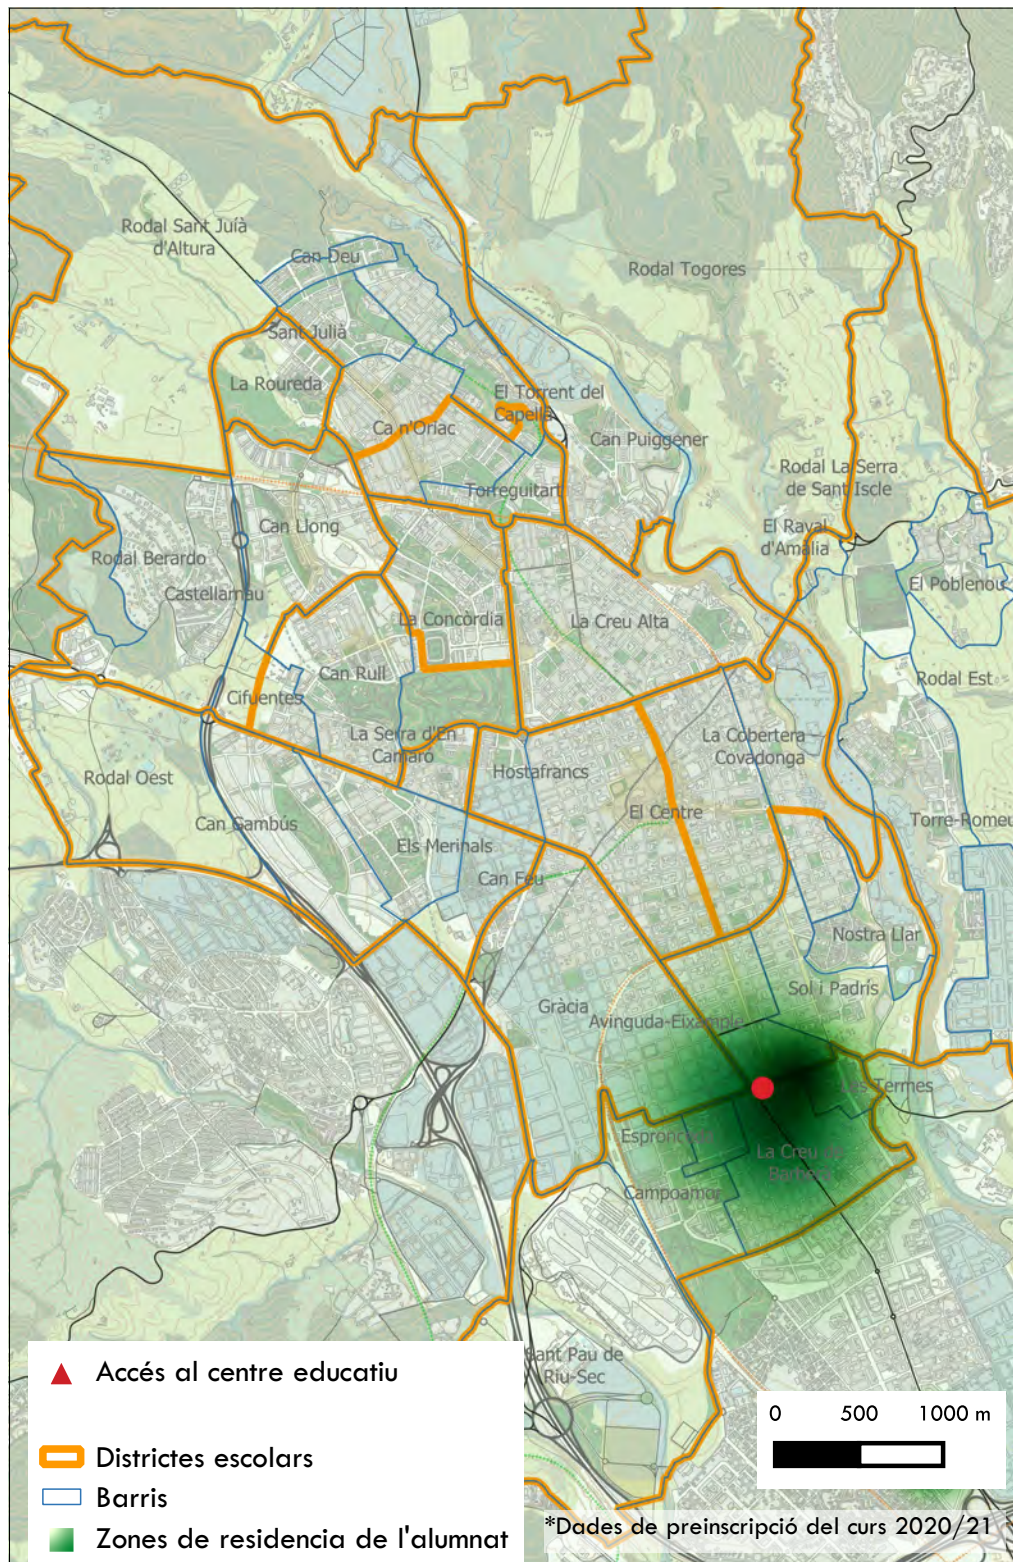 Rodal Sant Juíà
d'Altura
Can Deu
Rodal Togores
Sant Julià
La Roureda
El Torrent del
Capellà
Ca n'Oriac
Can Puiggener
Rodal La Serra
de Sant Iscle
Torreguitart
Can Llong
El Raval
d'Amàlia
Rodal Berardo
El Poblenou
Castellarnau
La Concòrdia
La Creu Alta
Can Rull
Rodal Est
Cifuentes
La Serra d'En
Camaró
La Cobertera
Covadonga
Hostafrancs
Rodal Oest
El Centre
Can Gambús
Torre-Romeu
Els Merinals
Can Feu
Nostra Llar
Sol i Padrís
Gràcia
Avinguda-Eixample
Les Termes
Espronceda
La Creu de
Barberà
Campoamor
Sant Pau de
Riu-Sec
Accés al centre educatiu
Districtes escolars
Barris
Zones de residencia de l'alumnat
0 500 1000 m
*Dades de preinscripció del curs 2020/21